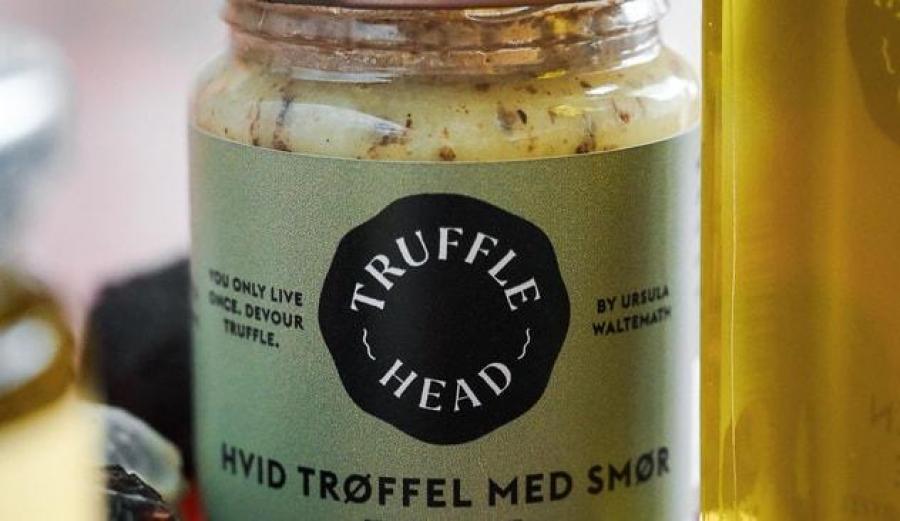 TRUFFLE
HEAD
YOU ONLY LIVE
ONCE. DEVOUR
TRUFFLE.
BY URSULA
WALTEMATH
HVID TRØFFEL MED SMØR